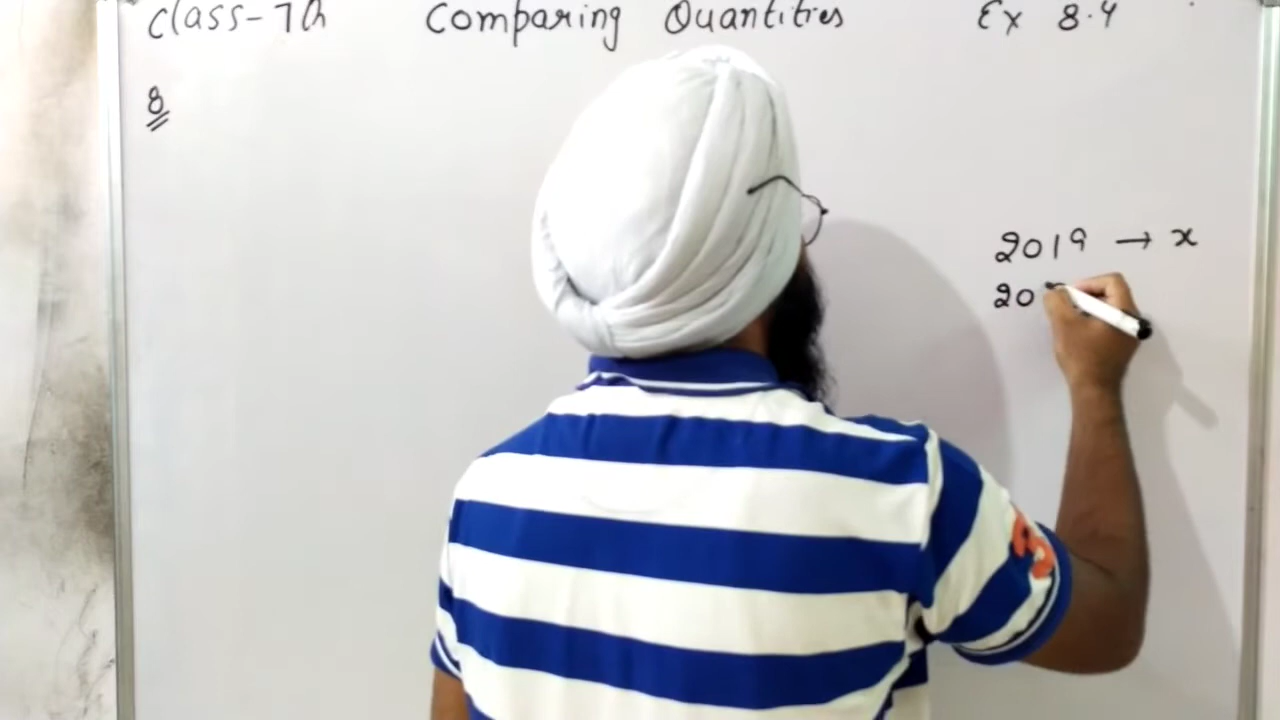 Class-7th Comparing Quantities Ex 8.4
8
2019 → x
20